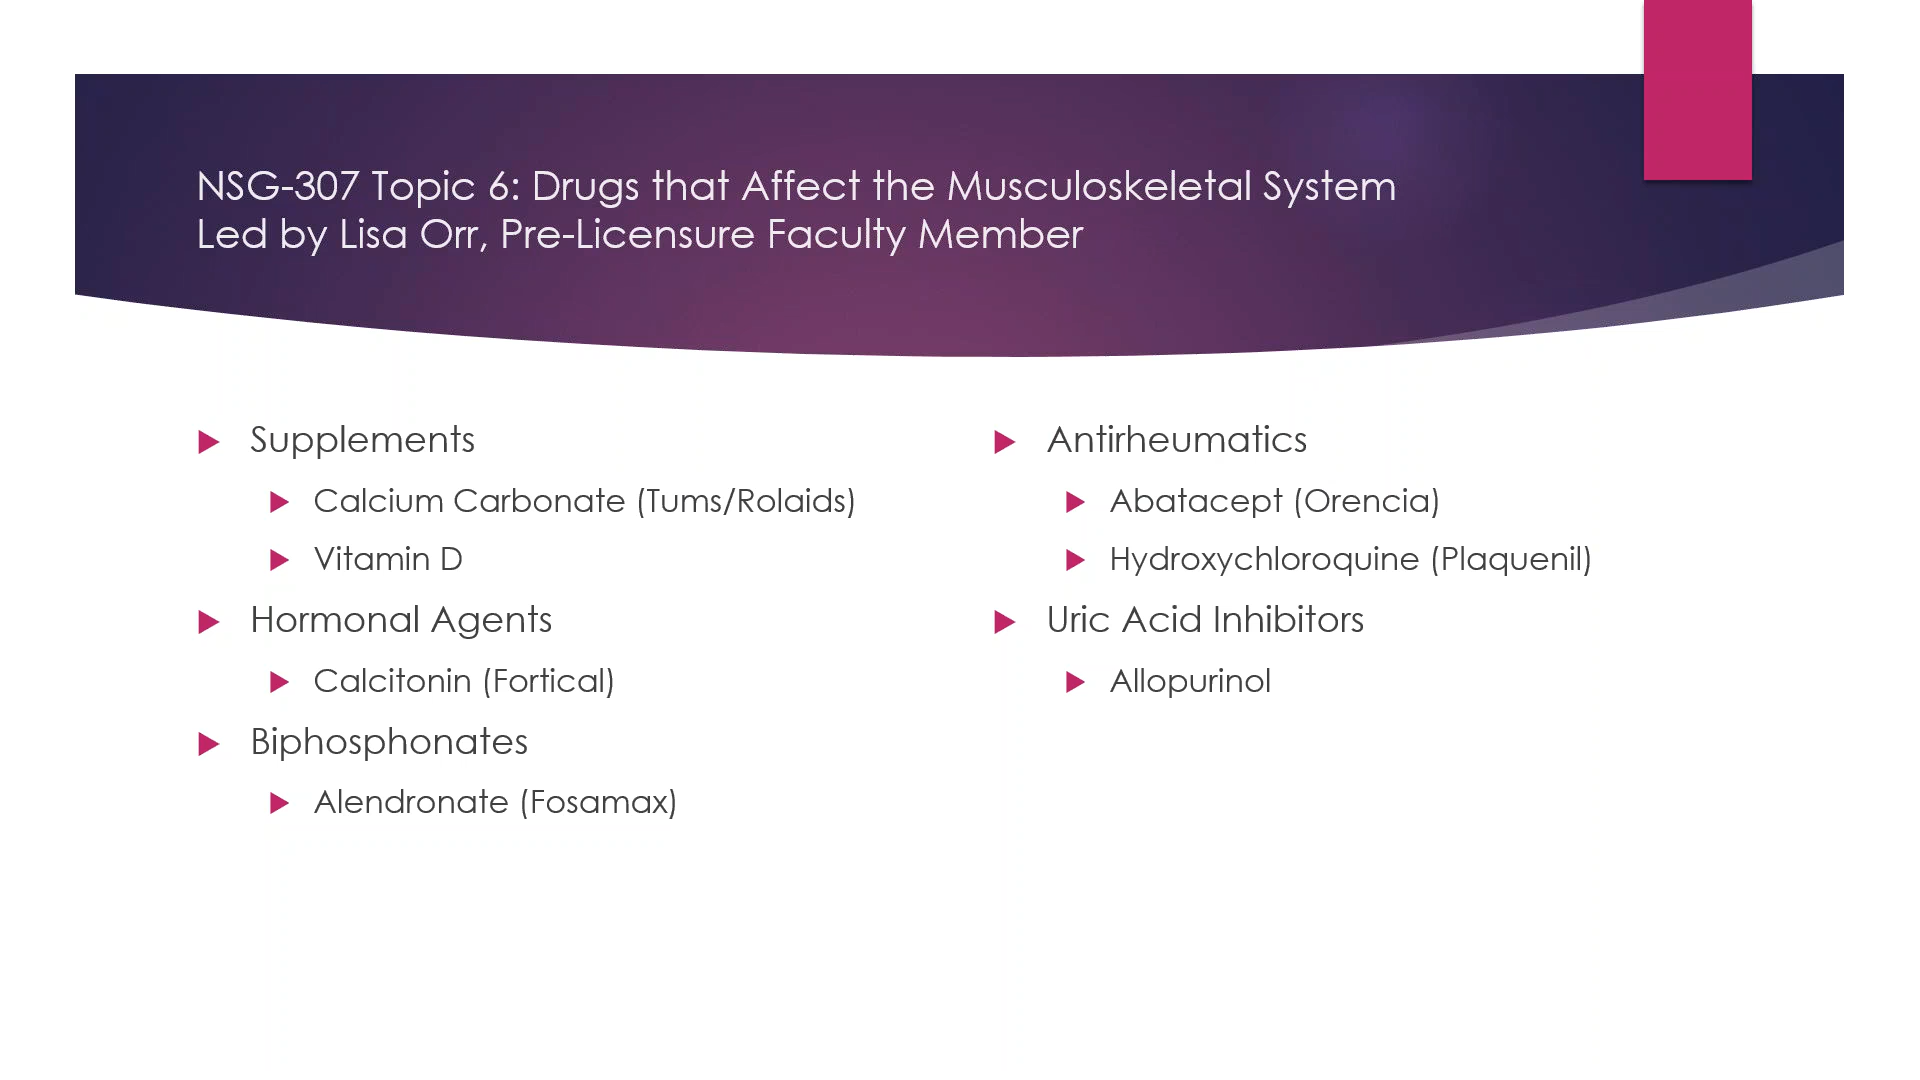 NSG-307 Topic 6: Drugs that Affect the Musculoskeletal System
Led by Lisa Orr, Pre-Licensure Faculty Member
Supplements
Calcium Carbonate (Tums/Rolaids)
Vitamin D
Hormonal Agents
Calcitonin (Fortical)
Biphosphonates
Alendronate (Fosamax)
Antirheumatics
Abatacept (Orencia)
Hydroxychloroquine (Plaquenil)
Uric Acid Inhibitors
Allopurinol